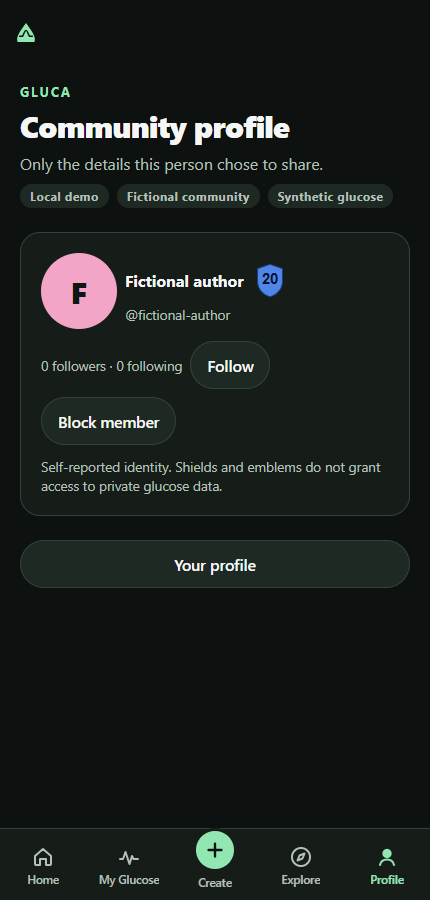 GLUCA
Community profile
Only the details this person chose to share.
Local demo
Fictional community
Synthetic glucose
F
Fictional author
20
@fictional-author
0 followers · 0 following
Follow
Block member
Self-reported identity. Shields and emblems do not grant
access to private glucose data.
Your profile
Home
My Glucose
Create
Explore
Profile